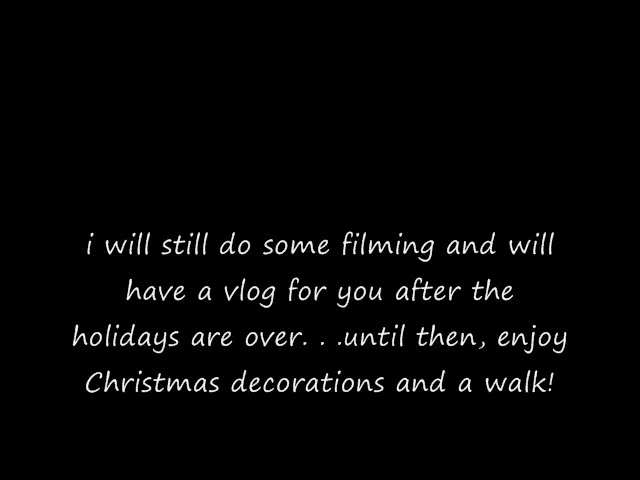 i will still do some filming and will
have a vlog for you after the
holidays are over. . .until then, enjoy
Christmas decorations and a walk!